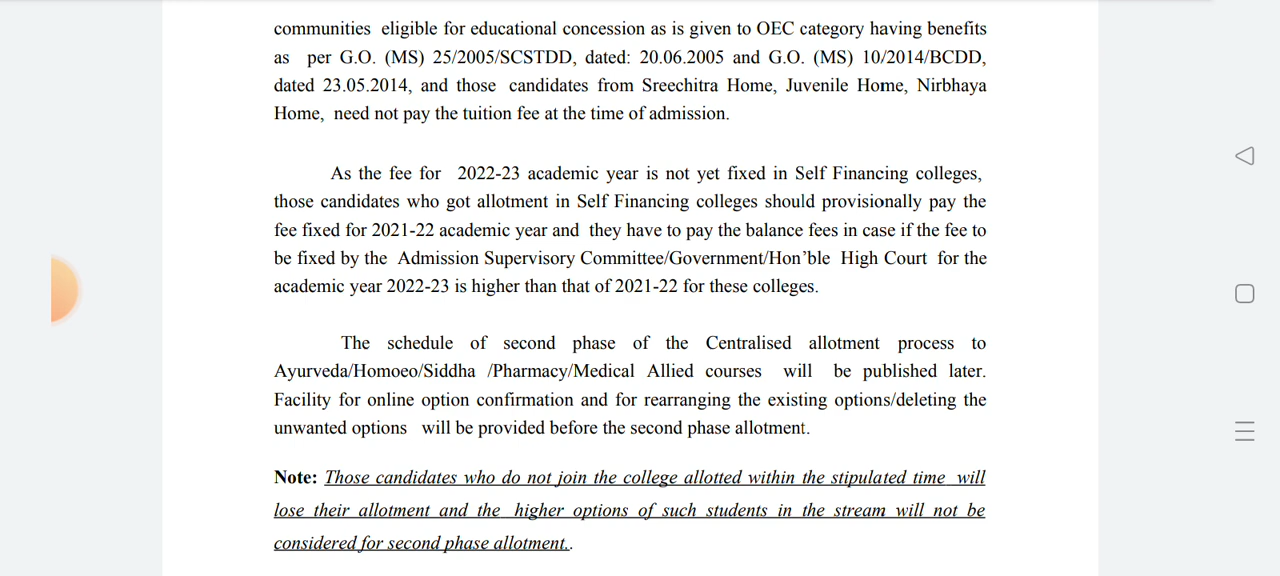 communities eligible for educational concession as is given to OEC category having benefits
as per G.O. (MS) 25/2005/SCSTDD, dated: 20.06.2005 and G.O. (MS) 10/2014/BCDD,
dated 23.05.2014, and those candidates from Sreechitra Home, Juvenile Home, Nirbhaya
Home, need not pay the tuition fee at the time of admission.
As the fee for 2022-23 academic year is not yet fixed in Self Financing colleges,
those candidates who got allotment in Self Financing colleges should provisionally pay the
fee fixed for 2021-22 academic year and they have to pay the balance fees in case if the fee to
be fixed by the Admission Supervisory Committee/Government/Hon’ble High Court for the
academic year 2022-23 is higher than that of 2021-22 for these colleges.
The schedule of second phase of the Centralised allotment process to
Ayurveda/Homoeo/Siddha /Pharmacy/Medical Allied courses will be published later.
Facility for online option confirmation and for rearranging the existing options/deleting the
unwanted options will be provided before the second phase allotment.
Note: Those candidates who do not join the college allotted within the stipulated time will
lose their allotment and the higher options of such students in the stream will not be
considered for second phase allotment..